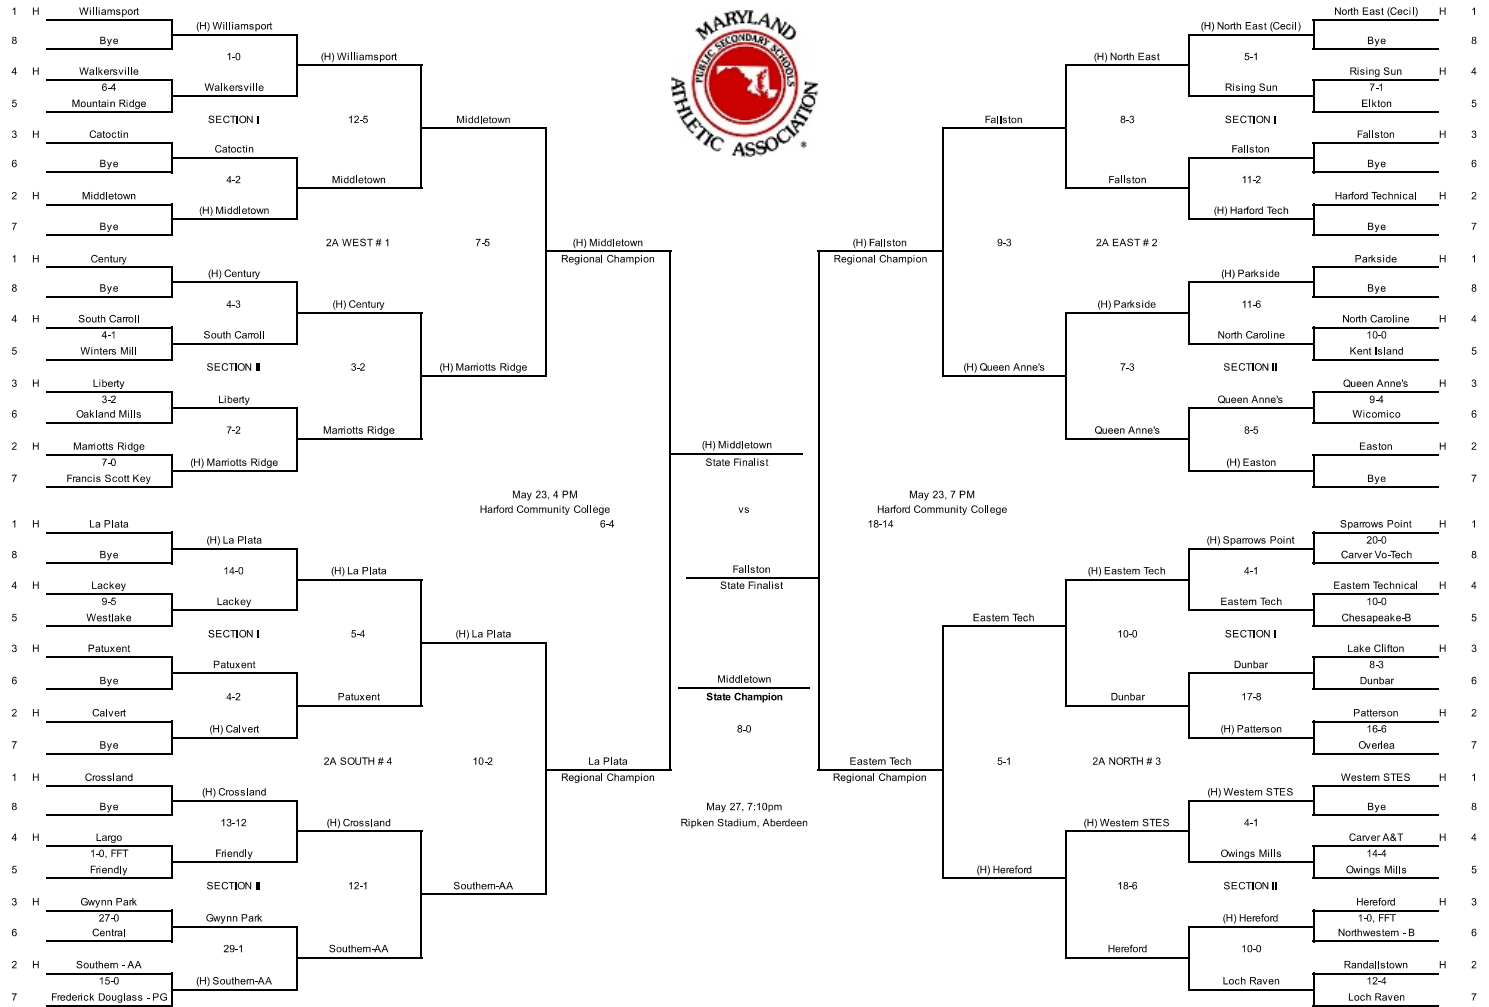 MARYLAND
PUBLIC SECONDARY SCHOOLS
ATHLETIC ASSOCIATION
®
1 H Williamsport
(H) Williamsport
8 Bye
1-0
(H) Williamsport
4 H Walkersville
6-4
Walkersville
5 Mountain Ridge
SECTION I
12-5
Middletown
3 H Catoctin
Catoctin
6 Bye
4-2
Middletown
2 H Middletown
(H) Middletown
7 Bye
2A WEST # 1
7-5
(H) Middletown
Regional Champion
1 H Century
(H) Century
8 Bye
4-3
(H) Century
4 H South Carroll
4-1
South Carroll
5 Winters Mill
SECTION II
3-2
(H) Marriotts Ridge
3 H Liberty
3-2
Liberty
6 Oakland Mills
7-2
Marriotts Ridge
2 H Marriotts Ridge
7-0
(H) Marriotts Ridge
7 Francis Scott Key
May 23, 4 PM
Harford Community College
6-4
1 H La Plata
(H) La Plata
8 Bye
14-0
(H) La Plata
4 H Lackey
9-5
Lackey
5 Westlake
SECTION I
5-4
(H) La Plata
3 H Patuxent
Patuxent
6 Bye
4-2
Patuxent
2 H Calvert
(H) Calvert
7 Bye
2A SOUTH # 4
10-2
La Plata
Regional Champion
1 H Crossland
(H) Crossland
8 Bye
13-12
(H) Crossland
4 H Largo
1-0, FFT
Friendly
5 Friendly
SECTION II
12-1
Southern-AA
3 H Gwynn Park
27-0
Gwynn Park
6 Central
29-1
Southern-AA
2 H Southern - AA
15-0
(H) Southern-AA
7 Frederick Douglass - PG
(H) Middletown
State Finalist
vs
Fallston
State Finalist
Middletown
State Champion
8-0
May 27, 7:10pm
Ripken Stadium, Aberdeen
North East (Cecil) H 1
(H) North East (Cecil)
Bye 8
5-1
(H) North East
Rising Sun H 4
7-1
Rising Sun
Elkton 5
SECTION I
8-3
Fallston
Fallston H 3
Fallston
Bye 6
11-2
Fallston
Harford Technical H 2
(H) Harford Tech
Bye 7
2A EAST # 2
9-3
(H) Fallston
Regional Champion
Parkside H 1
(H) Parkside
Bye 8
11-6
(H) Parkside
North Caroline H 4
10-0
North Caroline
Kent Island 5
SECTION II
7-3
(H) Queen Anne's
Queen Anne's H 3
9-4
Queen Anne's
Wicomico 6
8-5
Queen Anne's
Easton H 2
(H) Easton
Bye 7
May 23, 7 PM
Harford Community College
18-14
Sparrows Point H 1
20-0
(H) Sparrows Point
Carver Vo-Tech 8
4-1
(H) Eastern Tech
Eastern Technical H 4
10-0
Eastern Tech
Chesapeake-B 5
SECTION I
10-0
Eastern Tech
Lake Clifton H 3
8-3
Dunbar
Dunbar 6
17-8
Dunbar
Patterson H 2
16-6
(H) Patterson
Overlea 7
2A NORTH # 3
5-1
Eastern Tech
Regional Champion
Western STES H 1
(H) Western STES
Bye 8
4-1
(H) Western STES
Carver A&T H 4
14-4
Owings Mills
Owings Mills 5
SECTION II
18-6
(H) Hereford
Hereford H 3
1-0, FFT
(H) Hereford
Northwestern - B 6
10-0
Hereford
Randallstown H 2
12-4
Loch Raven
Loch Raven 7